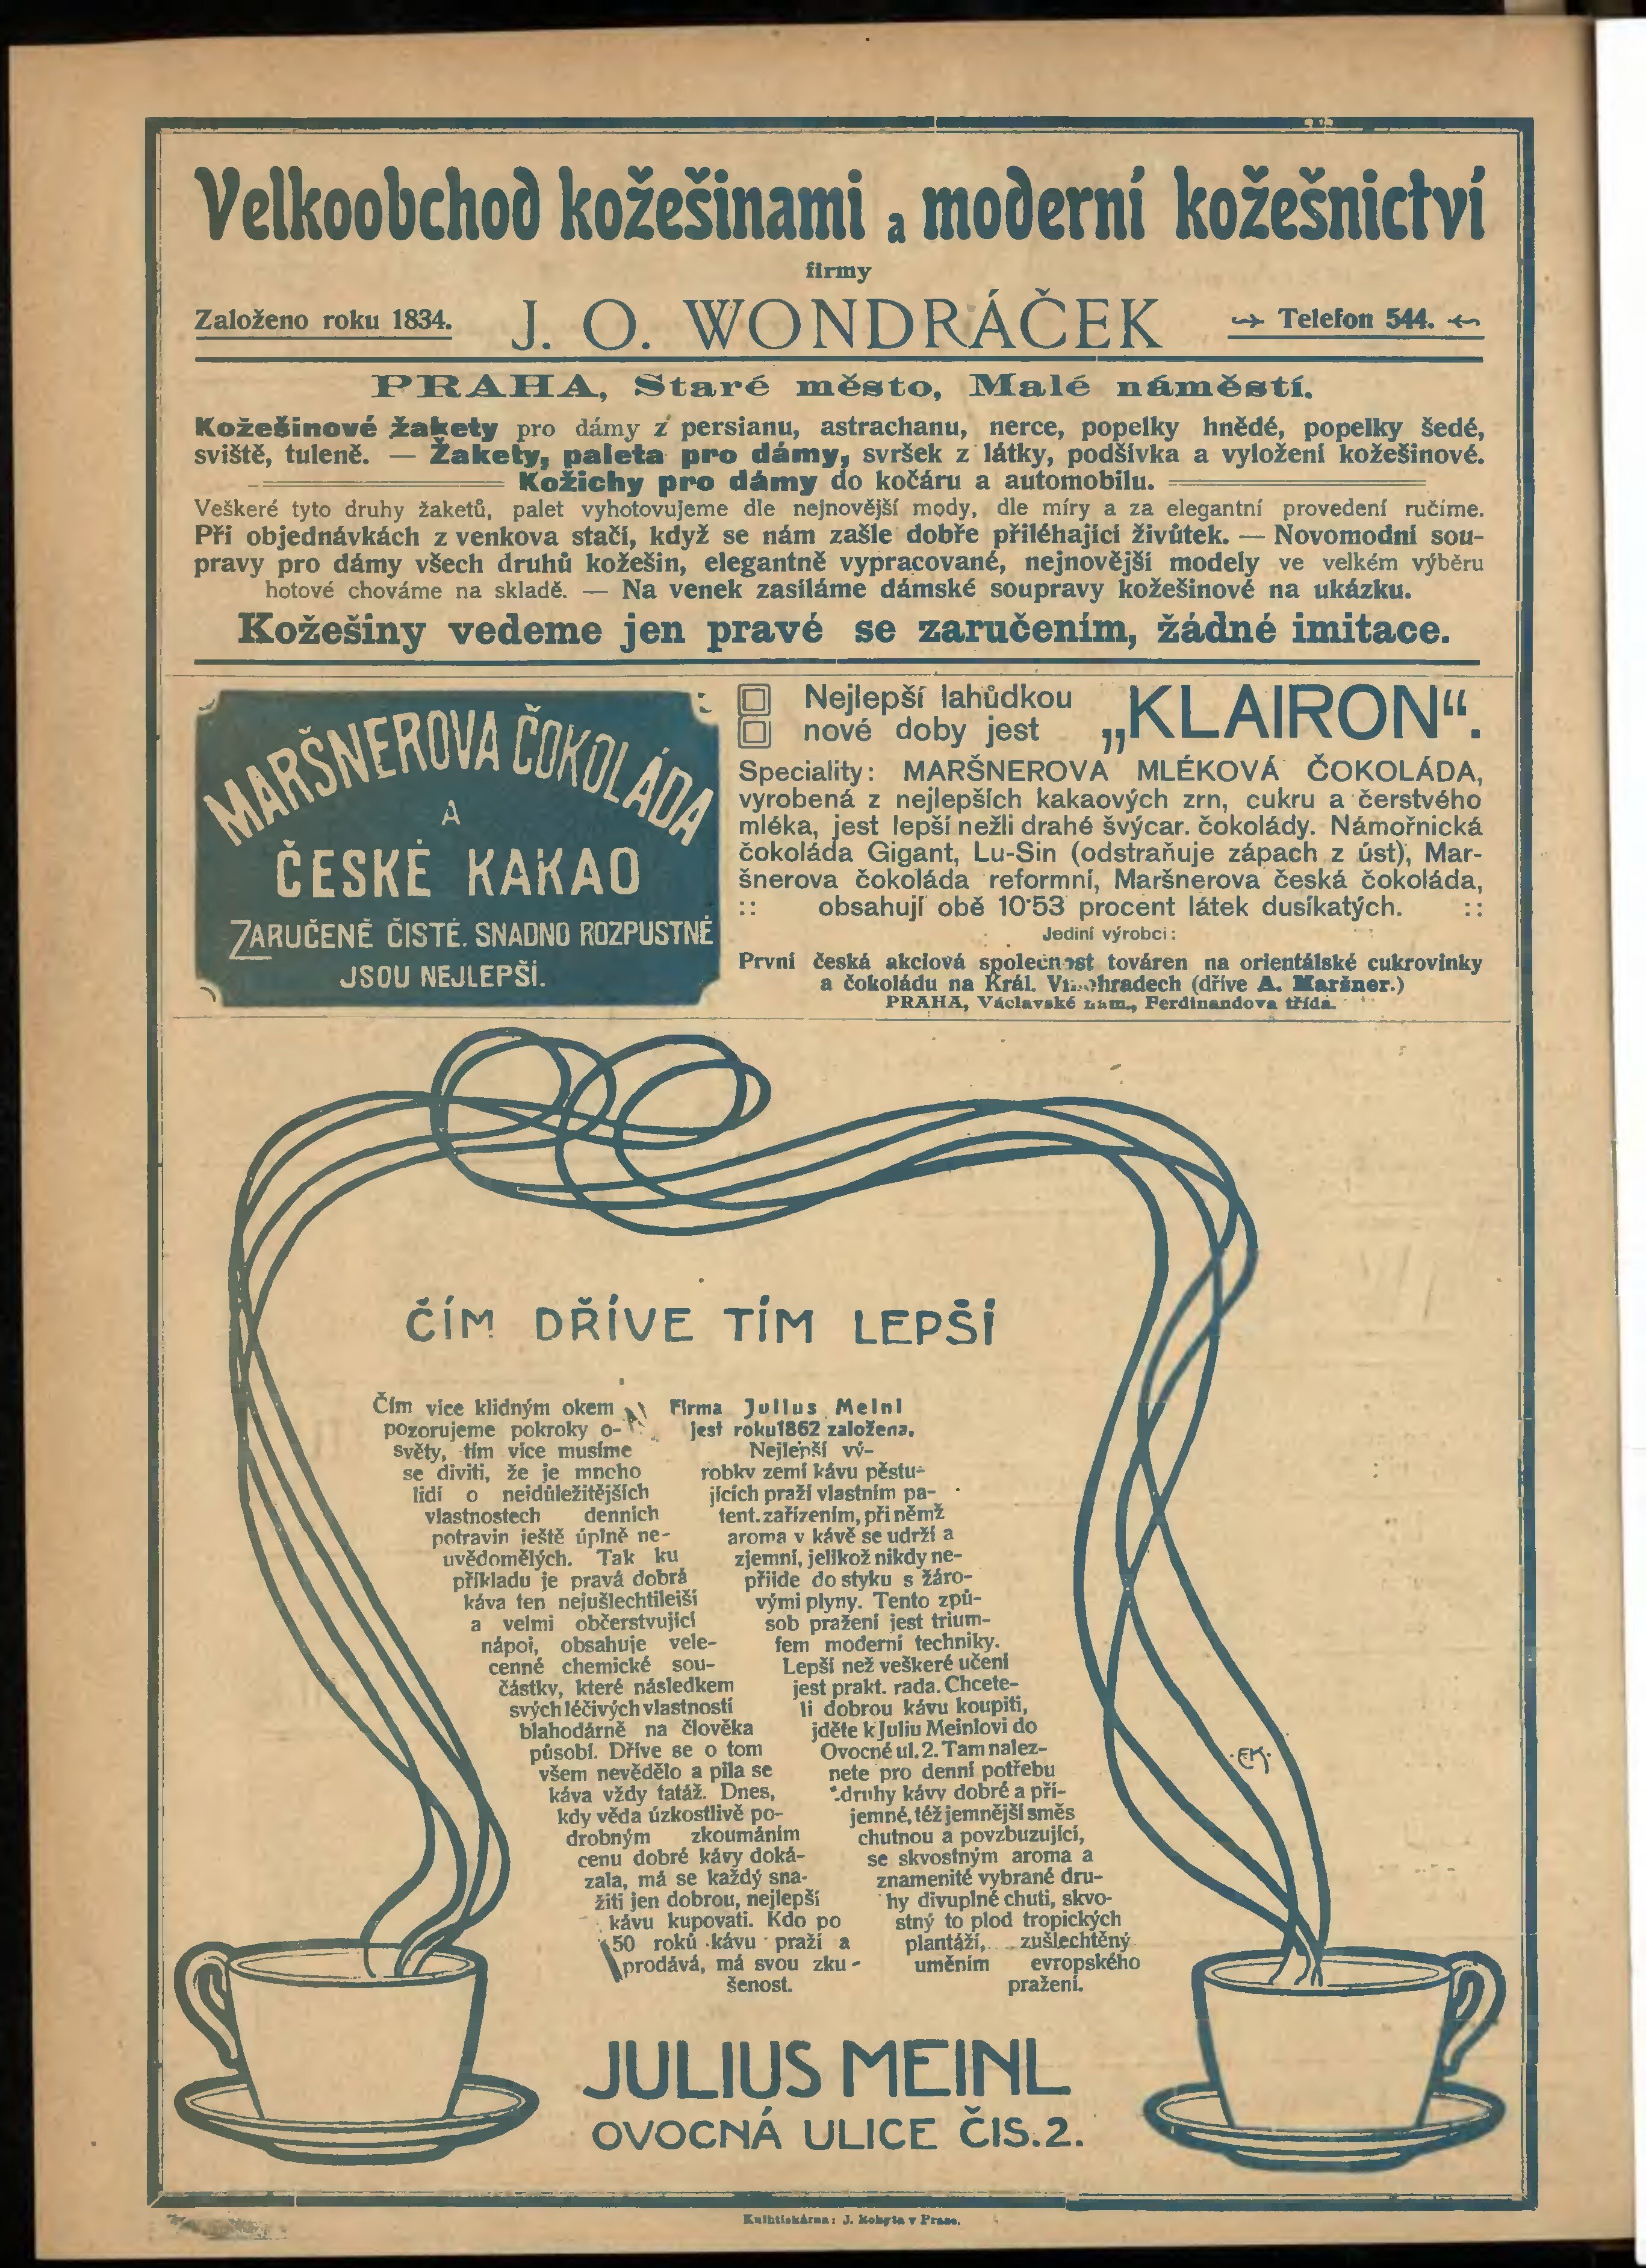 Velkoobchod kožešinami a moderní kožešnictví
firmy
Založeno roku 1834.
J. O. WONDRÁČEK
Telefon 544.
PRAHA, Staré město, Malé náměstí.
Kožešinové žakety pro dámy z persianu, astrachanu, nerce, popelky hnědé, popelky šedé,
sviště, tuleně. — Žakety, paleta pro dámy, svršek z látky, podšívka a vyložení kožešinové.
Kožichy pro dámy do kočáru a automobilu.
Veškeré tyto druhy žaketů, palet vyhotovujeme dle nejnovější mody, dle míry a za elegantní provedení ručíme.
Při objednávkách z venkova stačí, když se nám zašle dobře přiléhající živůtek. — Novomodní sou-
pravy pro dámy všech druhů kožešin, elegantně vypracované, nejnovější modely ve velkém výběru
hotové chováme na skladě. — Na venek zasíláme dámské soupravy kožešinové na ukázku.
Kožešiny vedeme jen pravé se zaručením, žádné imitace.
MARŠNEROVA ČOKOLÁDA
A
ČESKÉ KAKAO
ZARUČENĚ ČISTÉ. SNADNO ROZPUSTNÉ
JSOU NEJLEPŠÍ.
Nejlepší lahůdkou
nové doby jest
„KLAIRON“.
Speciality: MARŠNEROVA MLÉKOVÁ ČOKOLÁDA,
vyrobená z nejlepších kakaových zrn, cukru a čerstvého
mléka, jest lepší nežli drahé švýcar. čokolády. Námořnická
čokoláda Gigant, Lu-Sin (odstraňuje zápach z úst), Mar-
šnerova čokoláda reformní, Maršnerova česká čokoláda,
:: obsahují obě 10·53 procent látek dusíkatých. ::
Jediní výrobci:
První česká akciová společnost továren na orientálské cukrovinky
a čokoládu na Král. Vinohradech (dříve A. Maršner.)
PRAHA, Václavské nám., Ferdinandova třída.
ČÍM DŘÍVE TÍM LEPŠÍ
Čím více klidným okem
pozorujeme pokroky o-
světy, tím více musíme
se diviti, že je mnoho
lidí o nejdůležitějších
vlastnostech denních
potravin ještě úplně ne-
uvědomělých. Tak ku
příkladu je pravá dobrá
káva ten nejušlechtilejší
a velmi občerstvující
nápoj, obsahuje vele-
cenné chemické sou-
částky, které následkem
svých léčivých vlastností
blahodárně na člověka
působí. Dříve se o tom
všem nevědělo a pila se
káva vždy tatáž. Dnes,
kdy věda úzkostlivě po-
drobným zkoumáním
cenu dobré kávy doká-
zala, má se každý sna-
žiti jen dobrou, nejlepší
kávu kupovati. Kdo po
50 roků kávu praží a
prodává, má svou zku-
šenost.
Firma Julius Meinl
jest roku 1862 založena.
Nejlepší vý-
robky zemí kávu pěstu-
jících praží vlastním pa-
tent. zařízením, při němž
aroma v kávě se udrží a
zjemní, jelikož nikdy ne-
přijde do styku s žáro-
vými plyny. Tento způ-
sob pražení jest trium-
fem moderní techniky.
Lepší než veškeré učení
jest prakt. rada. Chcete-
li dobrou kávu koupiti,
jděte k Juliu Meinlovi do
Ovocné ul. 2. Tam nalez-
nete pro denní potřebu
druhy kávy dobré a pří-
jemné, též jemnější směs
chutnou a povzbuzující,
se skvostným aroma a
znamenité vybrané dru-
hy divuplné chuti, skvo-
stný to plod tropických
plantáží, zušlechtěný
uměním evropského
pražení.
EK
JULIUS MEINL
OVOCNÁ ULICE ČIS. 2.
Knihtiskárna: J. Kobyta v Praze.